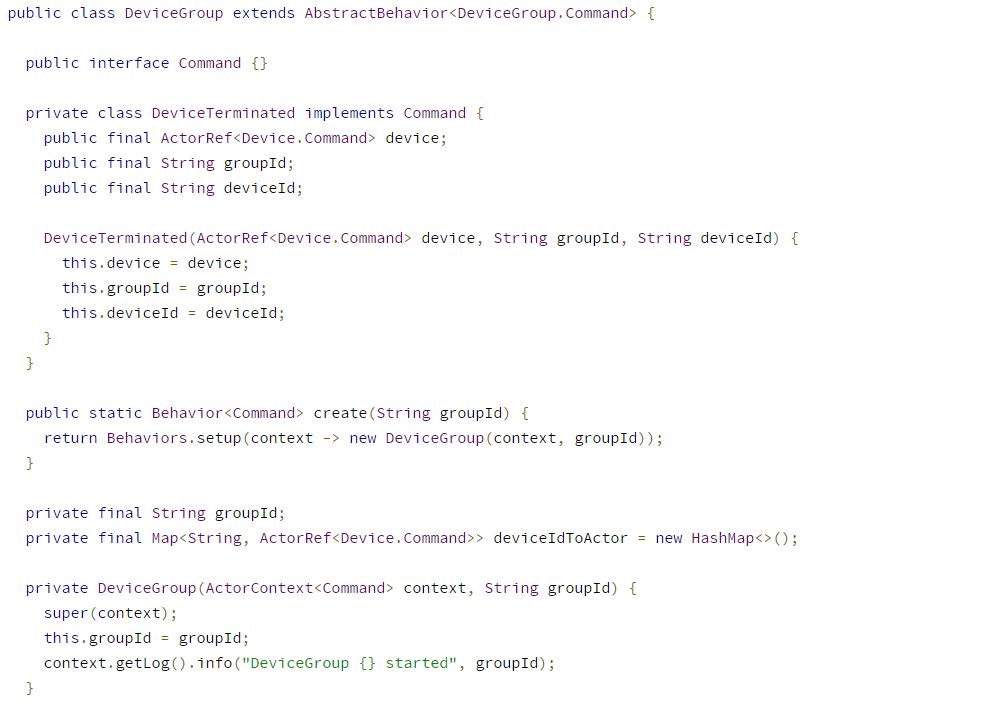 public class DeviceGroup extends AbstractBehavior<DeviceGroup.Command> {

  public interface Command {}

  private class DeviceTerminated implements Command {
    public final ActorRef<Device.Command> device;
    public final String groupId;
    public final String deviceId;

    DeviceTerminated(ActorRef<Device.Command> device, String groupId, String deviceId) {
      this.device = device;
      this.groupId = groupId;
      this.deviceId = deviceId;
    }
  }

  public static Behavior<Command> create(String groupId) {
    return Behaviors.setup(context -> new DeviceGroup(context, groupId));
  }

  private final String groupId;
  private final Map<String, ActorRef<Device.Command>> deviceIdToActor = new HashMap<>();

  private DeviceGroup(ActorContext<Command> context, String groupId) {
    super(context);
    this.groupId = groupId;
    context.getLog().info("DeviceGroup {} started", groupId);
  }